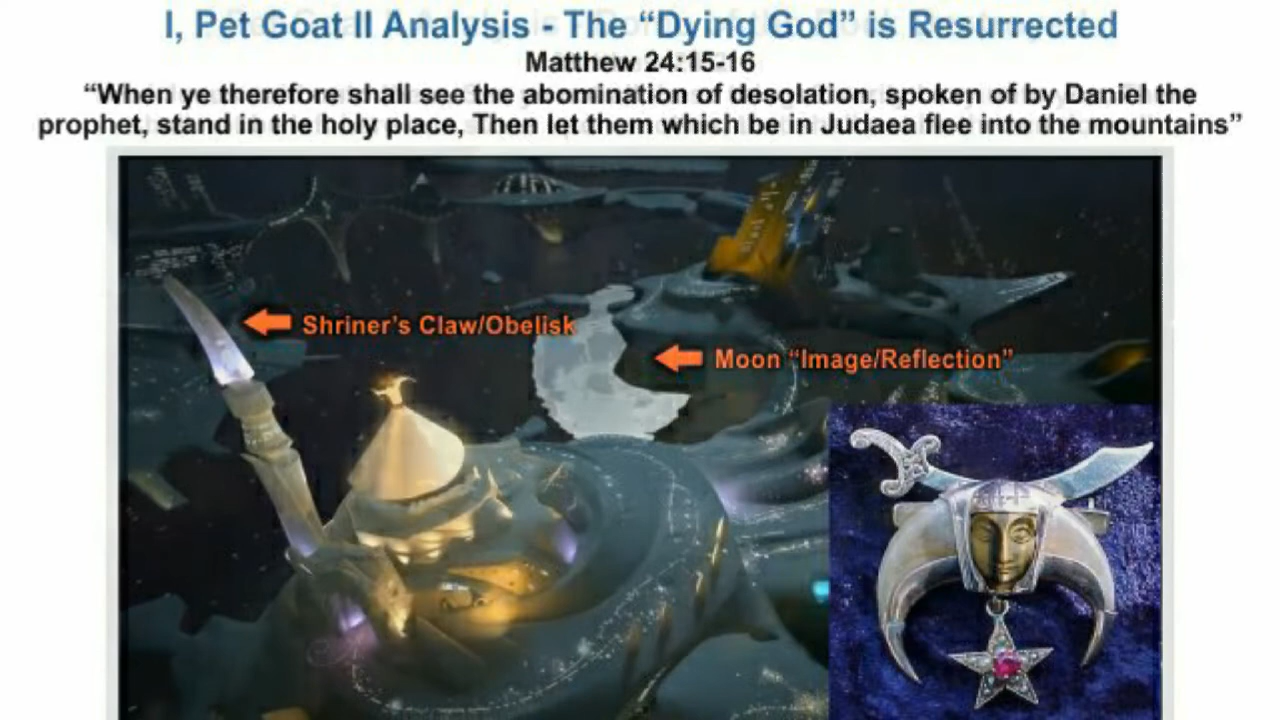 I, Pet Goat II Analysis - The “Dying God” is Resurrected
Matthew 24:15-16
“When ye therefore shall see the abomination of desolation, spoken of by Daniel the
prophet, stand in the holy place, Then let them which be in Judaea flee into the mountains”
Shriner’s Claw/Obelisk
Moon “Image/Reflection”